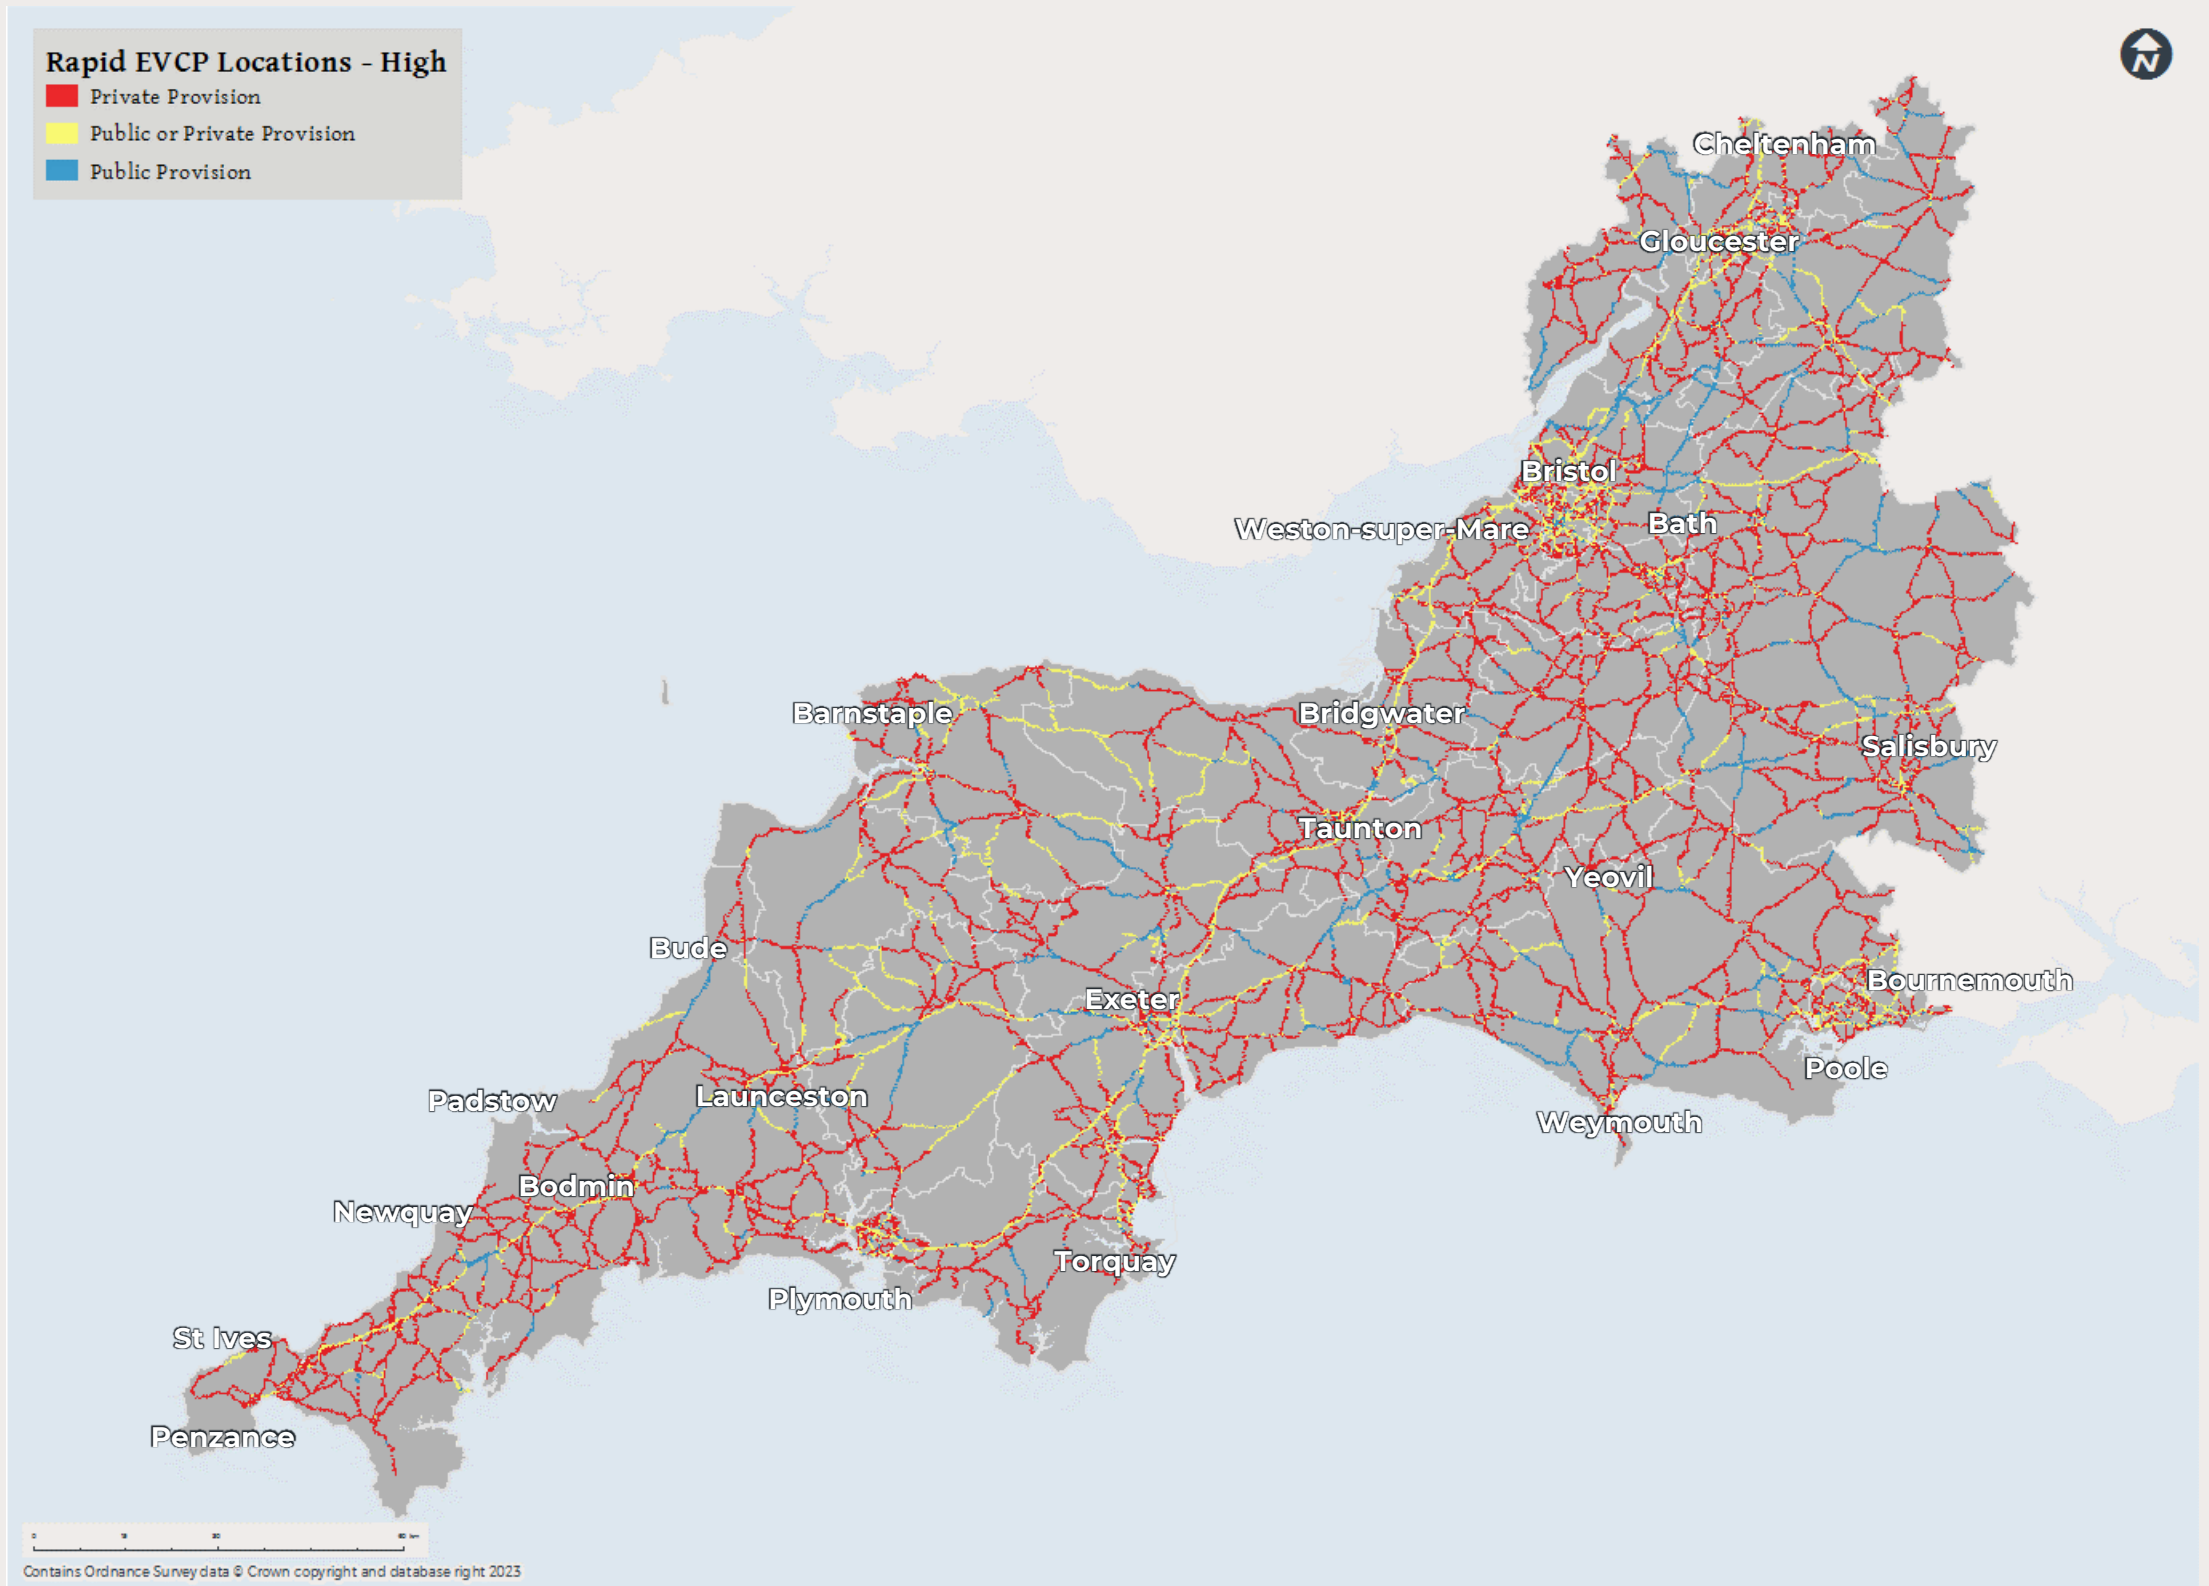 Rapid EVCP Locations - High
Private Provision
Public or Private Provision
Public Provision
N
Cheltenham
Gloucester
Bristol
Weston-super-Mare
Bath
Barnstaple
Bridgwater
Salisbury
Taunton
Yeovil
Bude
Bournemouth
Exeter
Poole
Launceston
Padstow
Weymouth
Bodmin
Newquay
Torquay
Plymouth
St Ives
Penzance
Contains Ordnance Survey data © Crown copyright and database right 2023